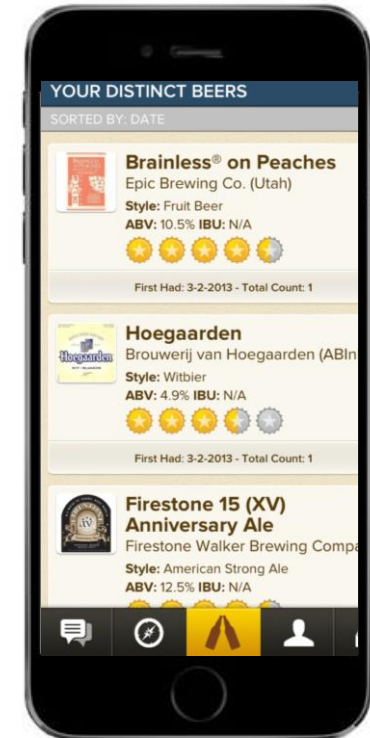 YOUR DISTINCT BEERS
SORTED BY: DATE
Brainless® on Peaches
Epic Brewing Co. (Utah)
Style: Fruit Beer
ABV: 10.5% IBU: N/A
First Had: 3-2-2013 - Total Count: 1
Hoegaarden
Hoegaarden
Brouwerij van Hoegaarden (ABIn
Style: Witbier
ABV: 4.9% IBU: N/A
First Had: 3-2-2013 - Total Count: 1
XV
Firestone 15 (XV)
Anniversary Ale
Firestone Walker Brewing Compa
Style: American Strong Ale
ABV: 12.5% IBU: N/A